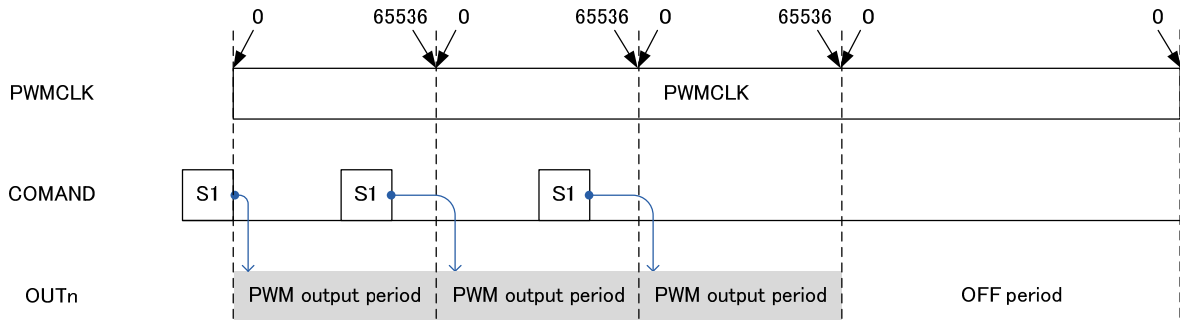 0 65536 0 65536 0 65536 0 0
PWMCLK PWMCLK
COMAND S1 S1 S1
OUTn PWM output period PWM output period PWM output period OFF period